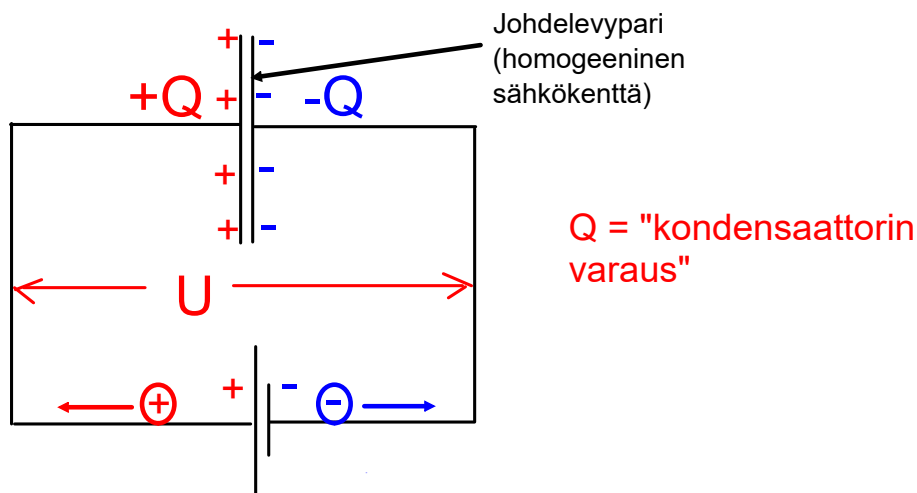 Johdelevypari
(homogeeninen
sähkökenttä)
+ -
+Q + - -Q
+ -
+ -
Q = "kondensaattorin
varaus"
U
+ -
+ -